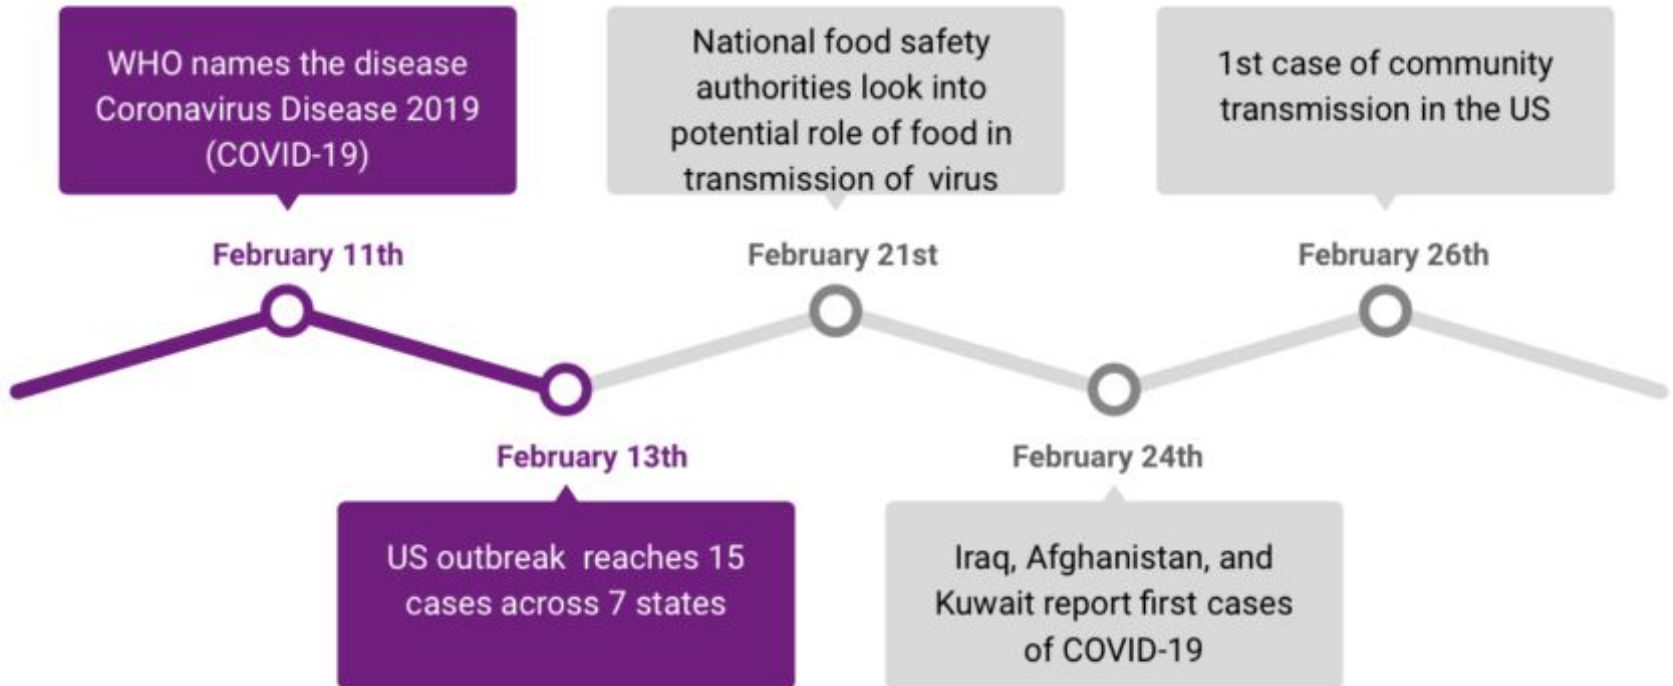 WHO names the disease
Coronavirus Disease 2019
(COVID-19)
February 11th
February 13th
US outbreak reaches 15
cases across 7 states
National food safety
authorities look into
potential role of food in
transmission of virus
February 21st
February 24th
Iraq, Afghanistan, and
Kuwait report first cases
of COVID-19
1st case of community
transmission in the US
February 26th